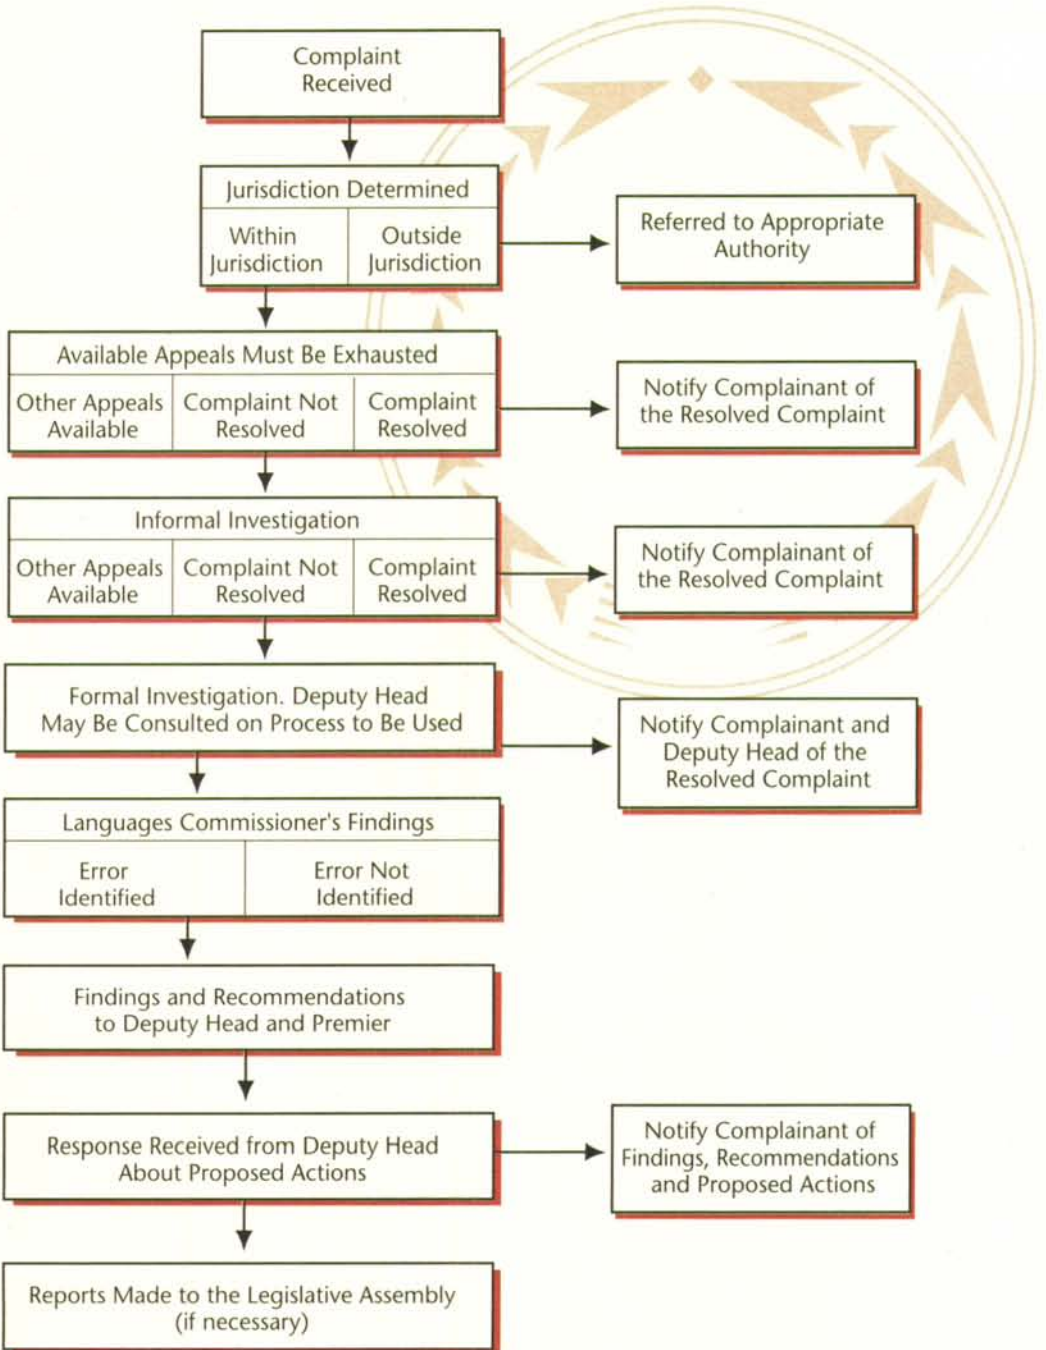 Complaint
Received
Jurisdiction Determined
Within
Jurisdiction
Outside
Jurisdiction
Referred to Appropriate
Authority
Available Appeals Must Be Exhausted
Other Appeals
Available
Complaint Not
Resolved
Complaint
Resolved
Notify Complainant of
the Resolved Complaint
Informal Investigation
Other Appeals
Available
Complaint Not
Resolved
Complaint
Resolved
Notify Complainant of
the Resolved Complaint
Formal Investigation. Deputy Head
May Be Consulted on Process to Be Used
Notify Complainant and
Deputy Head of the
Resolved Complaint
Languages Commissioner's Findings
Error
Identified
Error Not
Identified
Findings and Recommendations
to Deputy Head and Premier
Response Received from Deputy Head
About Proposed Actions
Notify Complainant of
Findings, Recommendations
and Proposed Actions
Reports Made to the Legislative Assembly
(if necessary)